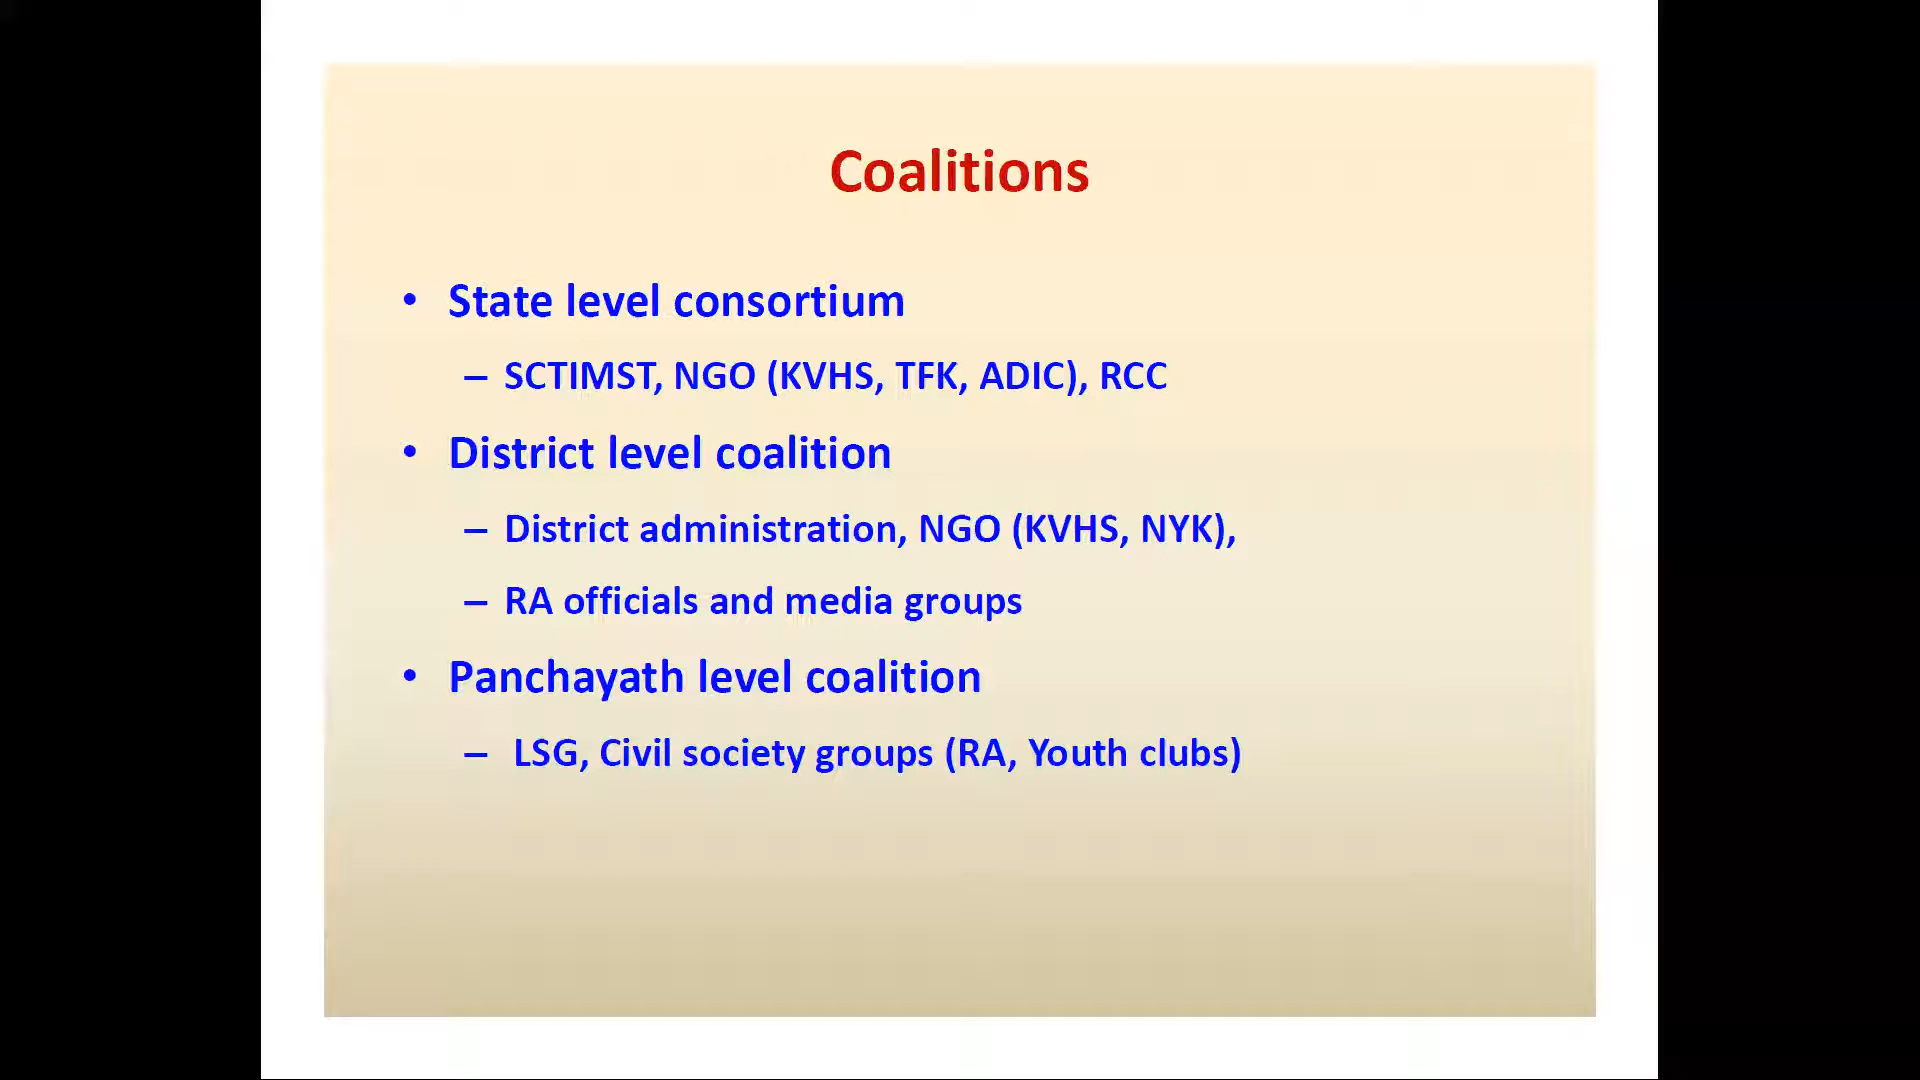 Coalitions
• State level consortium
– SCTIMST, NGO (KVHS, TFK, ADIC), RCC
• District level coalition
– District administration, NGO (KVHS, NYK),
– RA officials and media groups
• Panchayath level coalition
– LSG, Civil society groups (RA, Youth clubs)